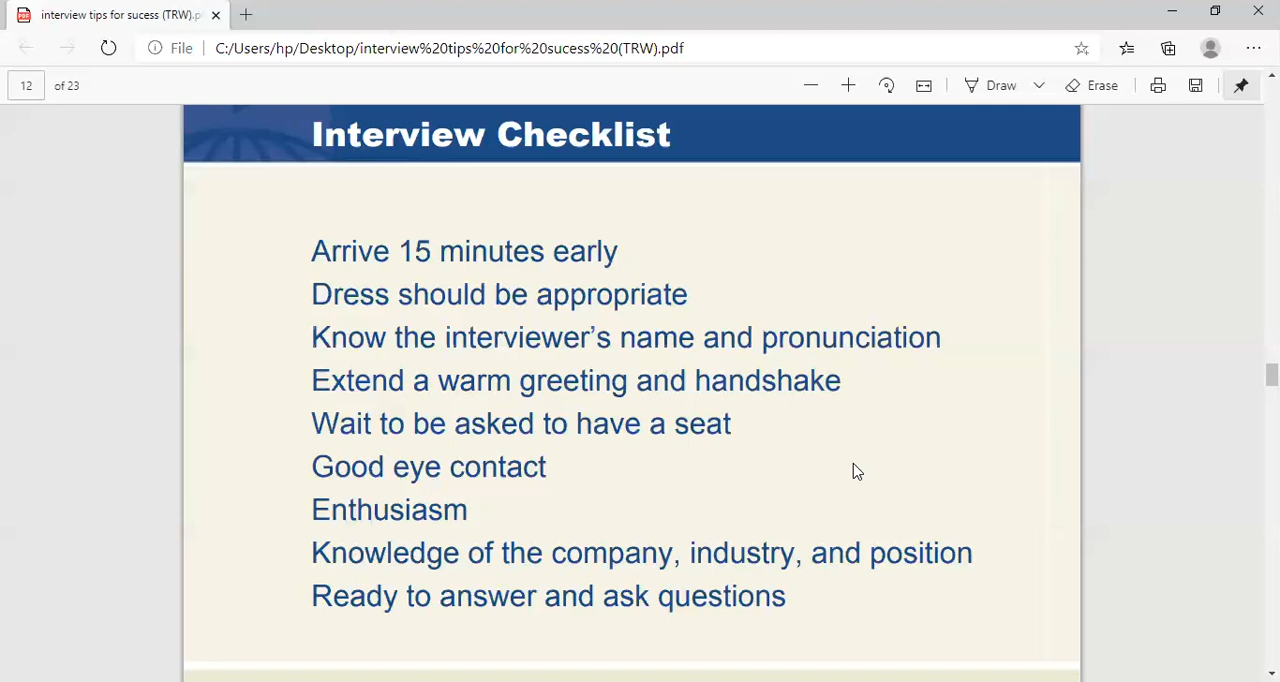 interview tips for sucess (TRW).p
File
C:/Users/hp/Desktop/interview%20tips%20for%20sucess%20(TRW).pdf
12 of 23
Draw
Erase
Interview Checklist
Arrive 15 minutes early
Dress should be appropriate
Know the interviewer’s name and pronunciation
Extend a warm greeting and handshake
Wait to be asked to have a seat
Good eye contact
Enthusiasm
Knowledge of the company, industry, and position
Ready to answer and ask questions